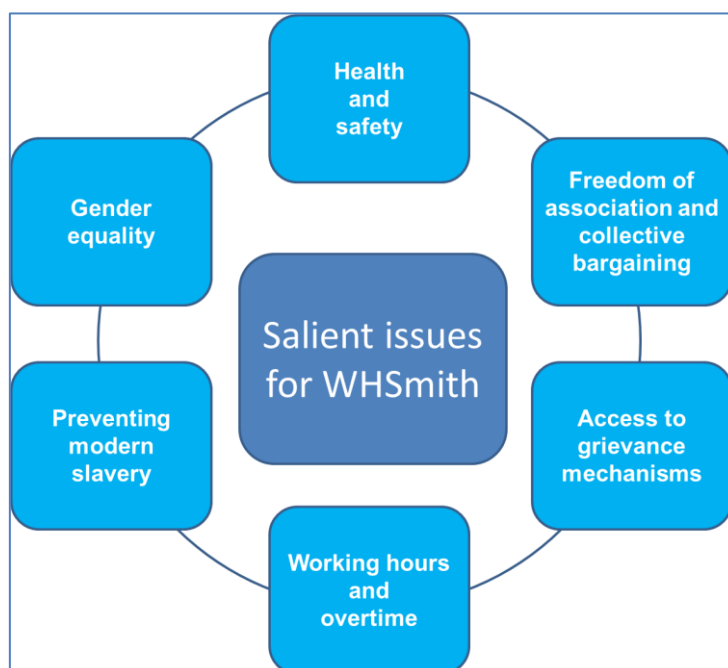 Health
and
safety
Freedom of
association and
collective
bargaining
Access to
grievance
mechanisms
Working hours
and
overtime
Preventing
modern
slavery
Gender
equality
Salient issues
for WHSmith